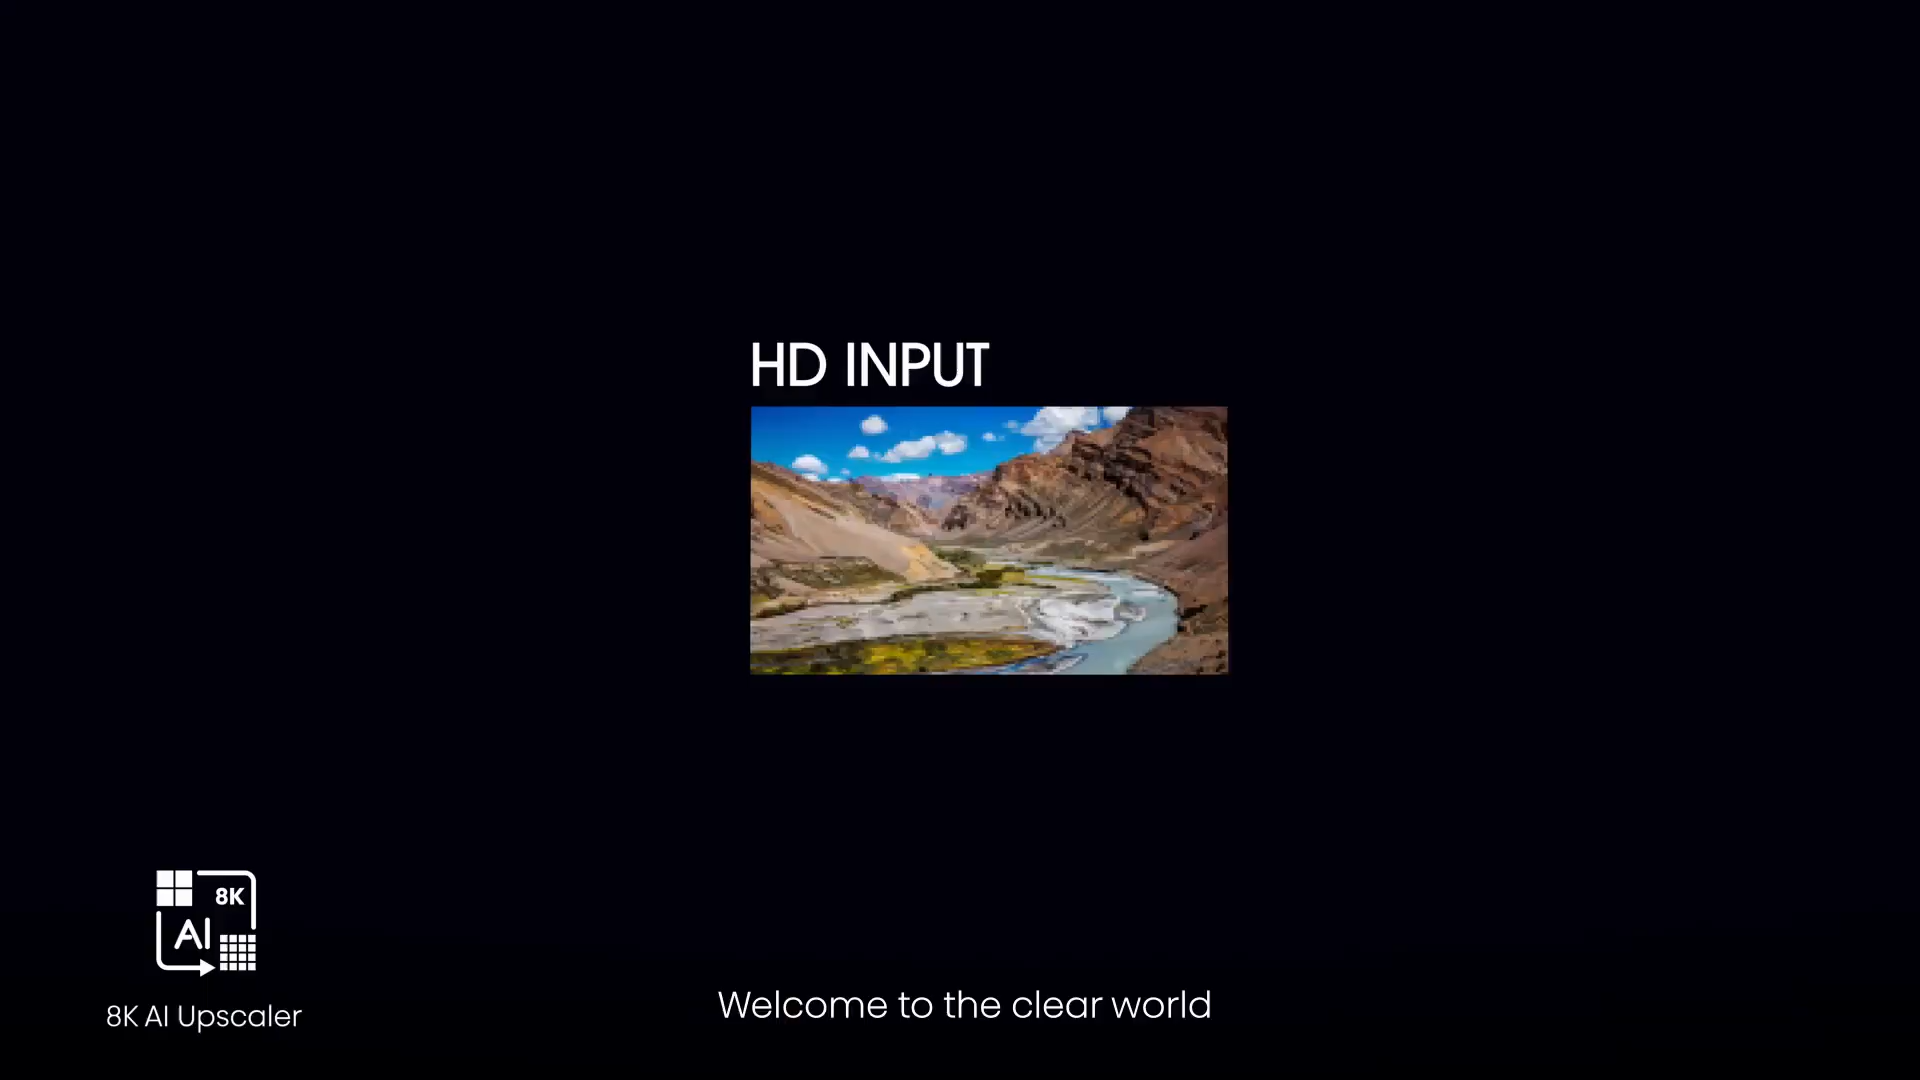 HD INPUT
8K
AI
8K AI Upscaler
Welcome to the clear world